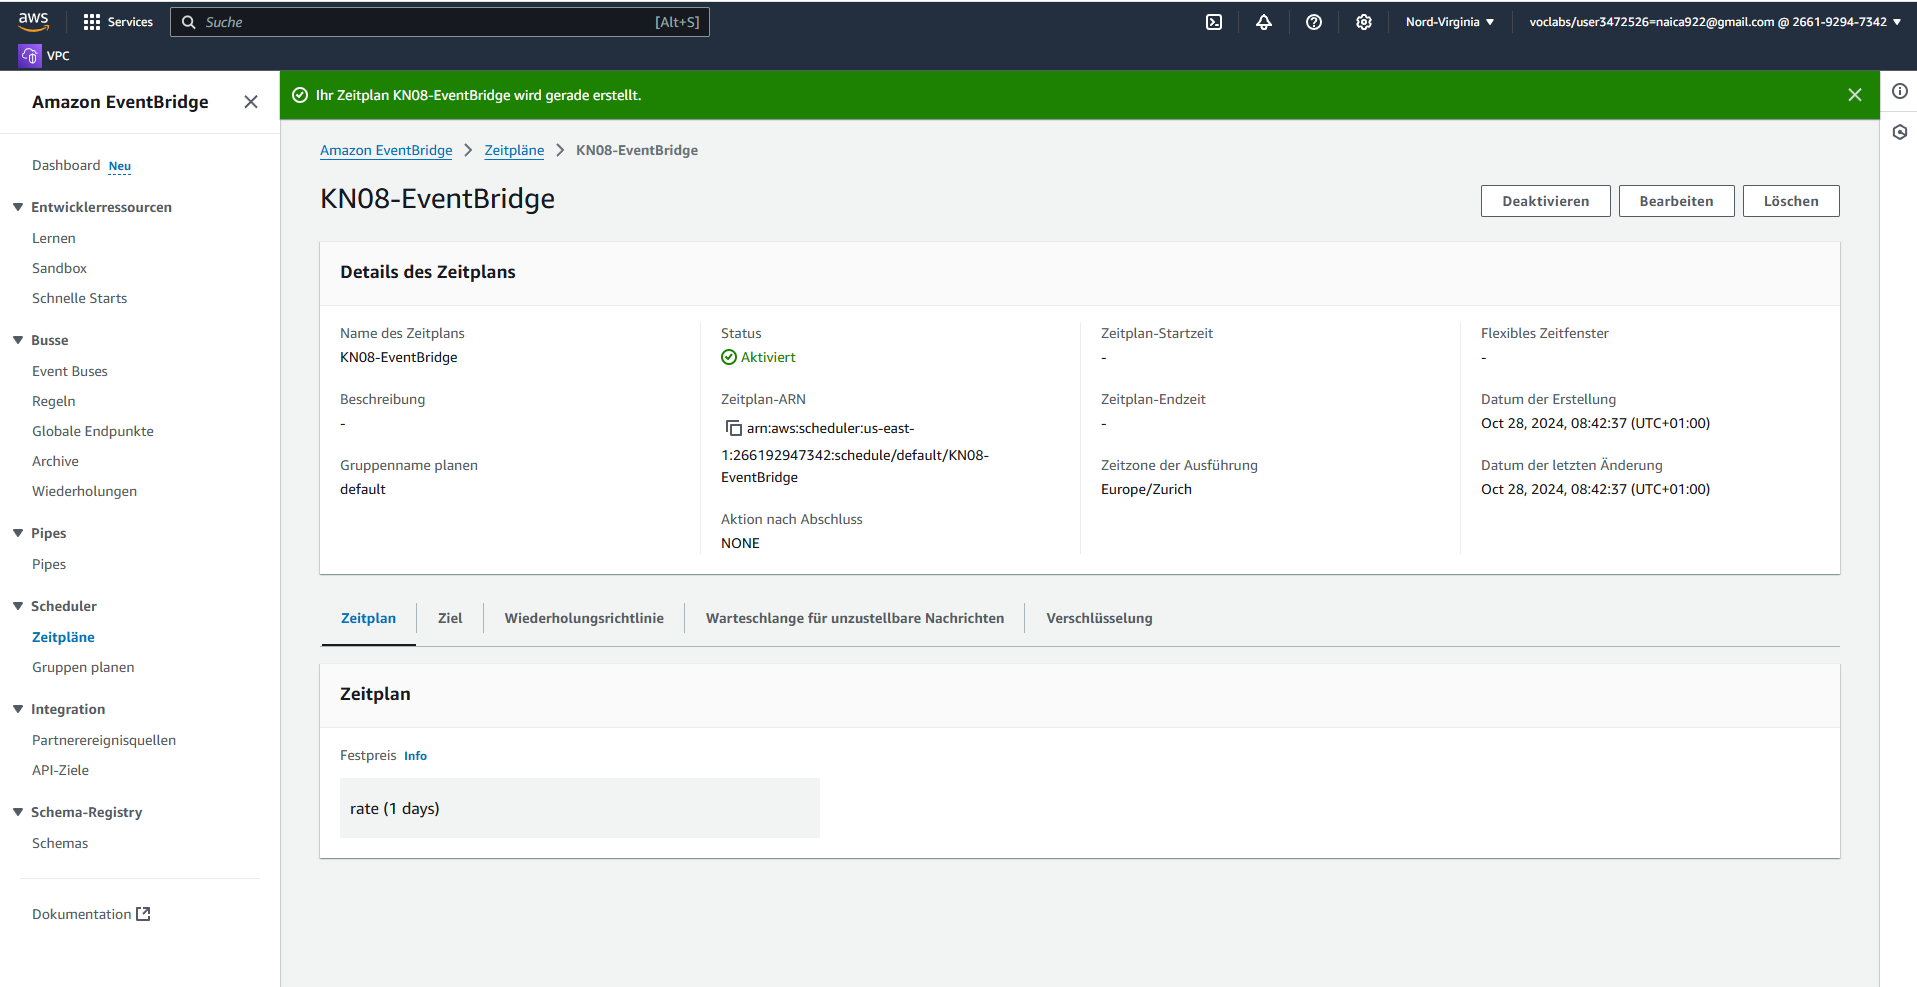 aws
Services
Suche
[Alt+S]
Nord-Virginia
voclabs/user3472526=naica922@gmail.com @ 2661-9294-7342
VPC
Amazon EventBridge
Ihr Zeitplan KN08-EventBridge wird gerade erstellt.
Dashboard Neu
Entwicklerressourcen
Lernen
Sandbox
Schnelle Starts
Busse
Event Buses
Regeln
Globale Endpunkte
Archive
Wiederholungen
Pipes
Pipes
Scheduler
Zeitpläne
Gruppen planen
Integration
Partnerereignisquellen
API-Ziele
Schema-Registry
Schemas
Dokumentation
Amazon EventBridge
Zeitpläne
KN08-EventBridge
KN08-EventBridge
Deaktivieren
Bearbeiten
Löschen
Details des Zeitplans
Name des Zeitplans
KN08-EventBridge
Beschreibung
-
Gruppenname planen
default
Status
Aktiviert
Zeitplan-ARN
arn:aws:scheduler:us-east-
1:266192947342:schedule/default/KN08-
EventBridge
Aktion nach Abschluss
NONE
Zeitplan-Startzeit
-
Zeitplan-Endzeit
-
Zeitzone der Ausführung
Europe/Zurich
Flexibles Zeitfenster
-
Datum der Erstellung
Oct 28, 2024, 08:42:37 (UTC+01:00)
Datum der letzten Änderung
Oct 28, 2024, 08:42:37 (UTC+01:00)
Zeitplan
Ziel
Wiederholungsrichtlinie
Warteschlange für unzustellbare Nachrichten
Verschlüsselung
Zeitplan
Festpreis Info
rate (1 days)